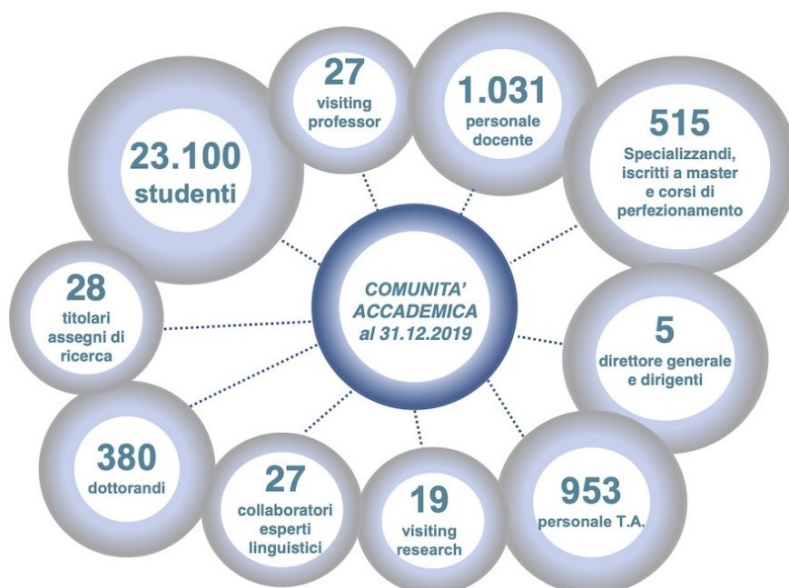 27
visiting
professor
1.031
personale
docente
515
Specializzandi,
iscritti a master
e corsi di
perfezionamento
23.100
studenti
COMUNITA’
ACCADEMICA
al 31.12.2019
28
titolari
assegni di
ricerca
5
direttore generale
e dirigenti
380
dottorandi
27
collaboratori
esperti
linguistici
19
visiting
research
953
personale T.A.